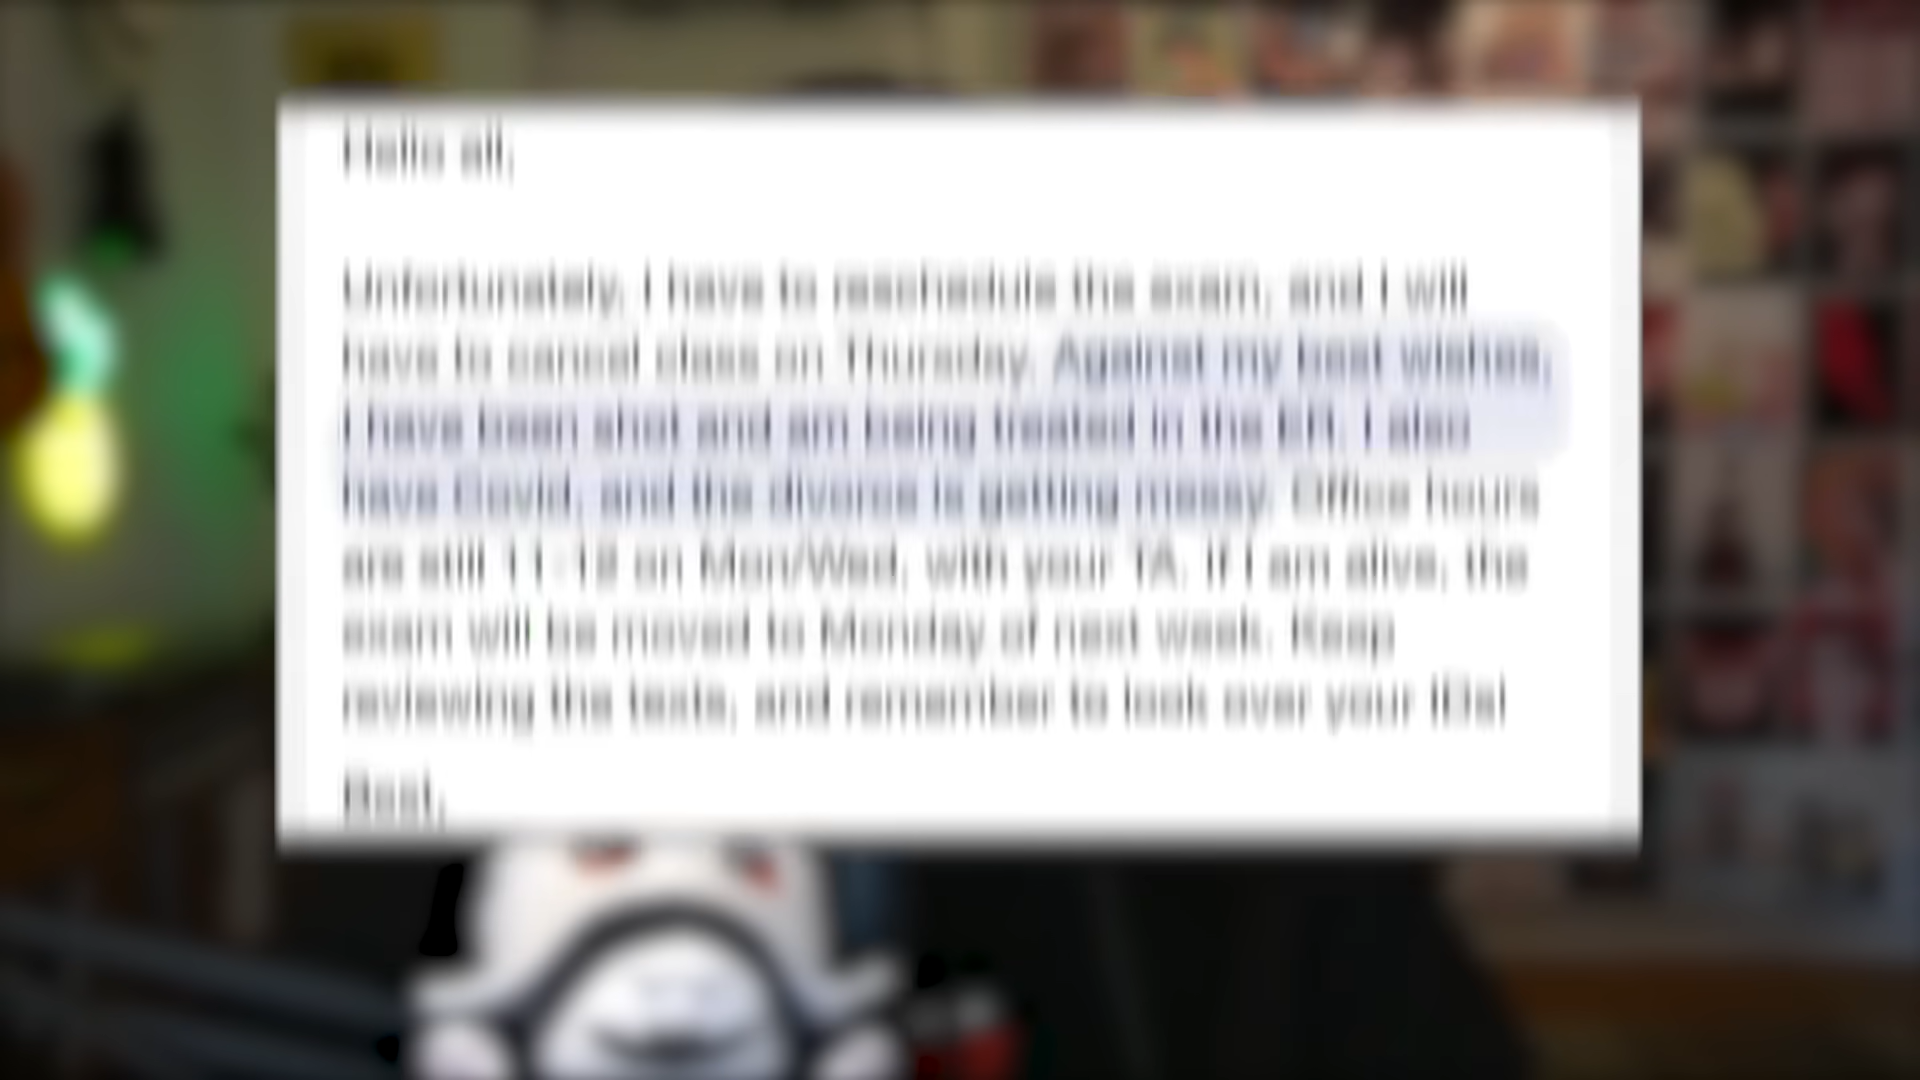 Hello all,
Unfortunately, I have to reschedule the exam, and I will
have to cancel class on Thursday. Against my best wishes,
I have been shot and am being treated in the ER. I also
have Covid, and the divorce is getting messy. Office hours
are still on Mon/Wed, with your TA. If I am alive, the
exam will be moved to Monday of next week. Keep
reviewing the texts, and remember to look over your IDs!
Best,